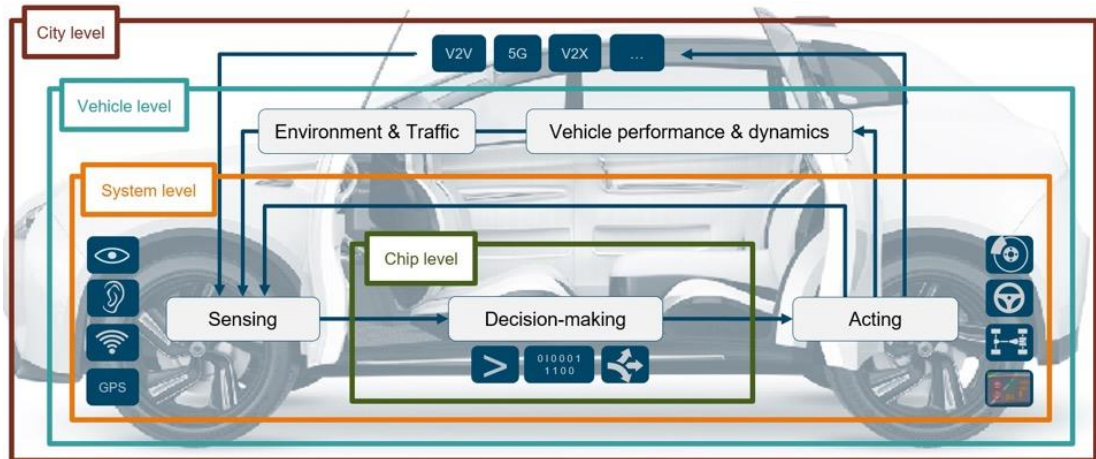 City level
V2V
5G
V2X
...
Vehicle level
Environment & Traffic
Vehicle performance & dynamics
System level
Chip level
Sensing
Decision-making
Acting
GPS
>
010001
1100